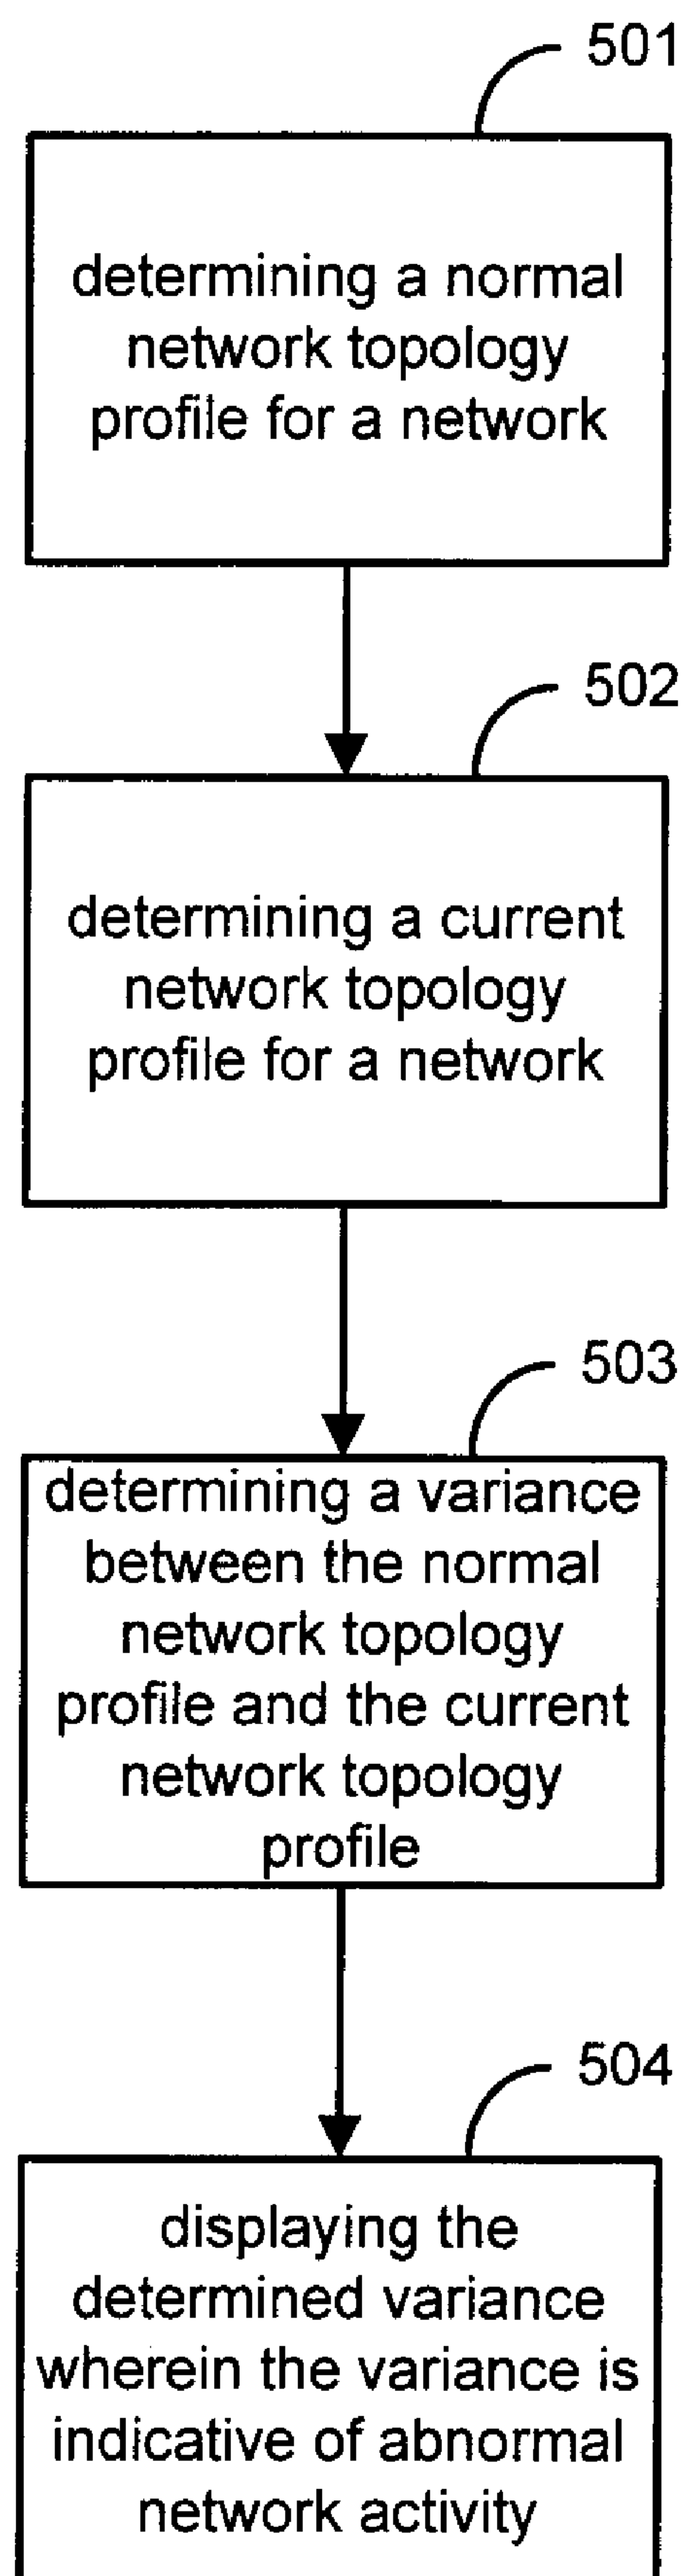 501
determining a normal
network topology
profile for a network
502
determining a current
network topology
profile for a network
503
determining a variance
between the normal
network topology
profile and the current
network topology
profile
504
displaying the
determined variance
wherein the variance is
indicative of abnormal
network activity